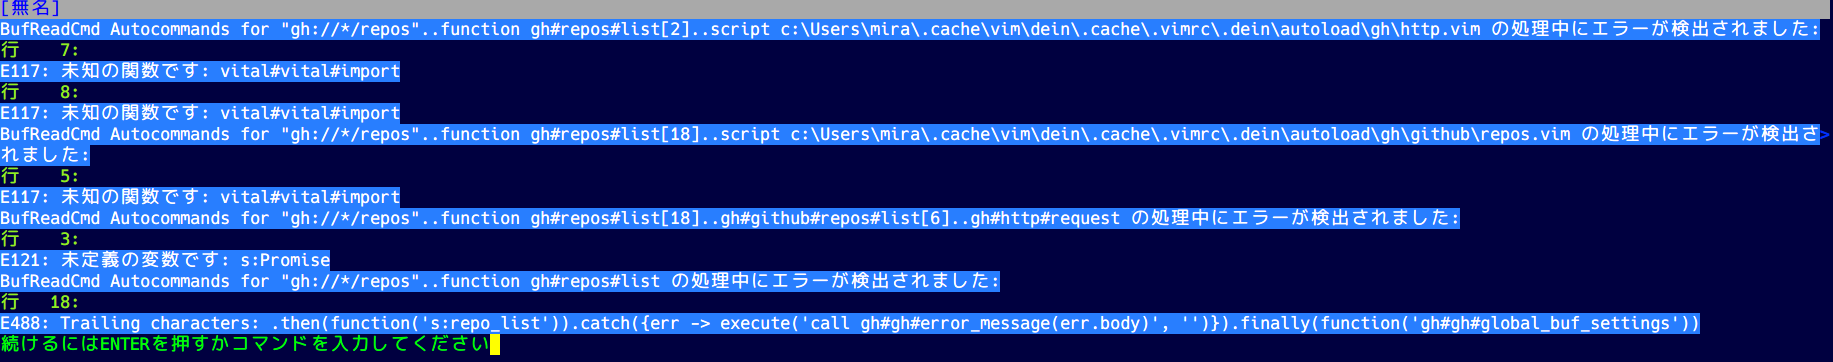 [無名]
BufReadCmd Autocommands for "gh://*/repos"..function gh#repos#list[2]..script c:\Users\mira\.cache\vim\dein\.cache\.vimrc\.dein\autoload\gh\http.vim の処理中にエラーが検出されました:
行    7:
E117: 未知の関数です: vital#vital#import
行    8:
E117: 未知の関数です: vital#vital#import
BufReadCmd Autocommands for "gh://*/repos"..function gh#repos#list[18]..script c:\Users\mira\.cache\vim\dein\.cache\.vimrc\.dein\autoload\gh\github\repos.vim の処理中にエラーが検出さ>
れました:
行    5:
E117: 未知の関数です: vital#vital#import
BufReadCmd Autocommands for "gh://*/repos"..function gh#repos#list[18]..gh#github#repos#list[6]..gh#http#request の処理中にエラーが検出されました:
行    3:
E121: 未定義の変数です: s:Promise
BufReadCmd Autocommands for "gh://*/repos"..function gh#repos#list の処理中にエラーが検出されました:
行   18:
E488: Trailing characters: .then(function('s:repo_list')).catch({err -> execute('call gh#gh#error_message(err.body)', '')}).finally(function('gh#gh#global_buf_settings'))
続けるにはENTERを押すかコマンドを入力してください